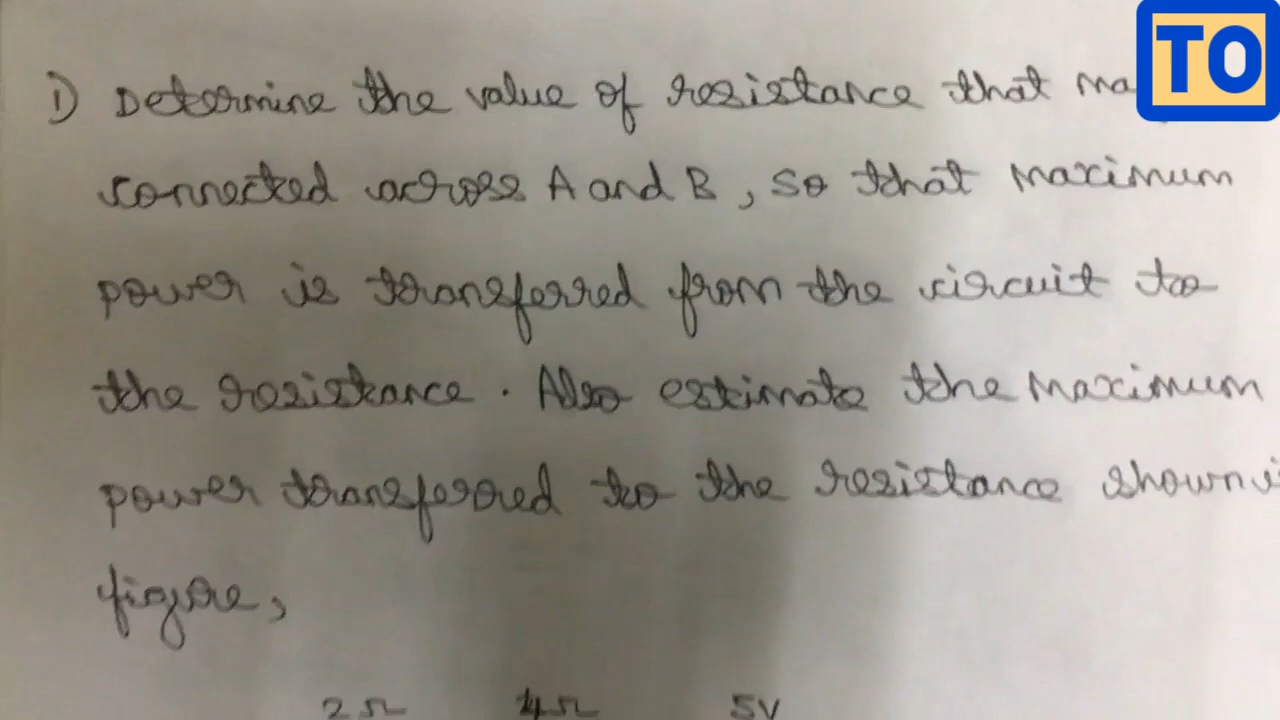 TO
1) Determine the value of resistance that ma
connected across A and B, so that maximum
power is transferred from the circuit to
the resistance. Also estimate the maximum
power transferred to the resistance shown i
figure,
2Ω 4Ω 5V